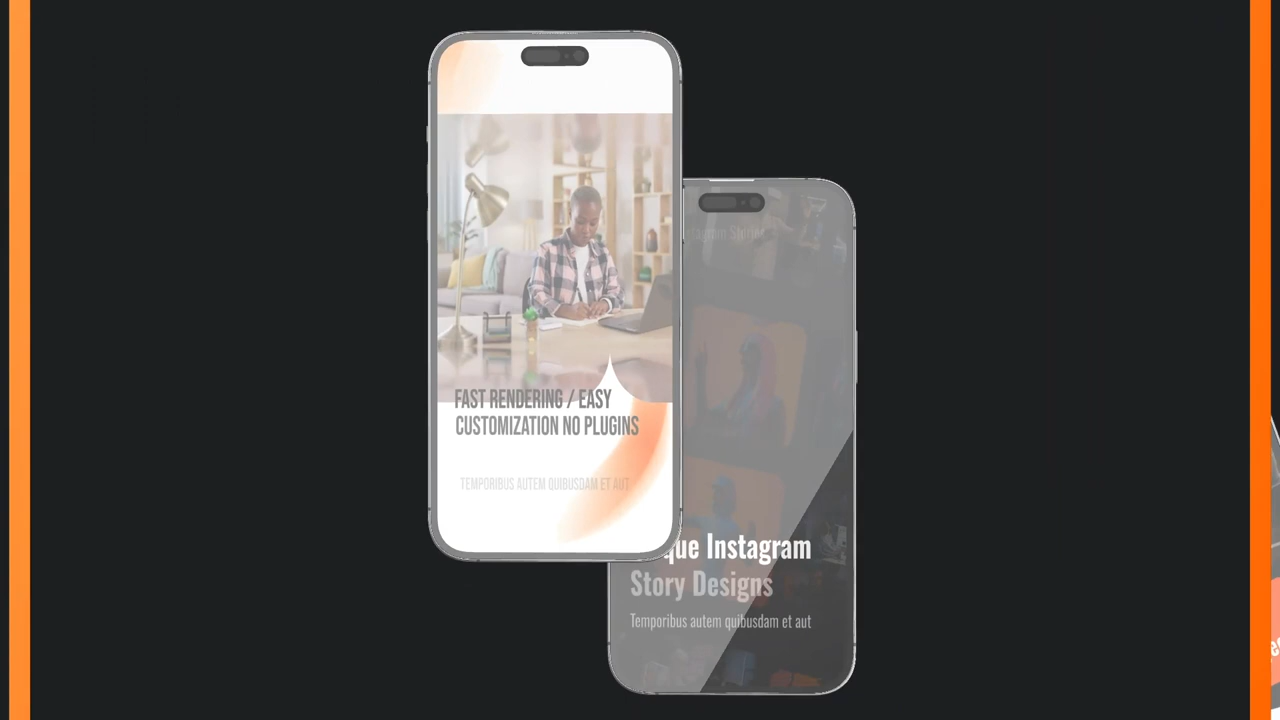 FAST RENDERING / EASY
CUSTOMIZATION NO PLUGINS
TEMPORIBUS AUTEM QUIBUSDAM ET AUT
Instagram
Story Designs
Temporibus autem quibusdam et aut